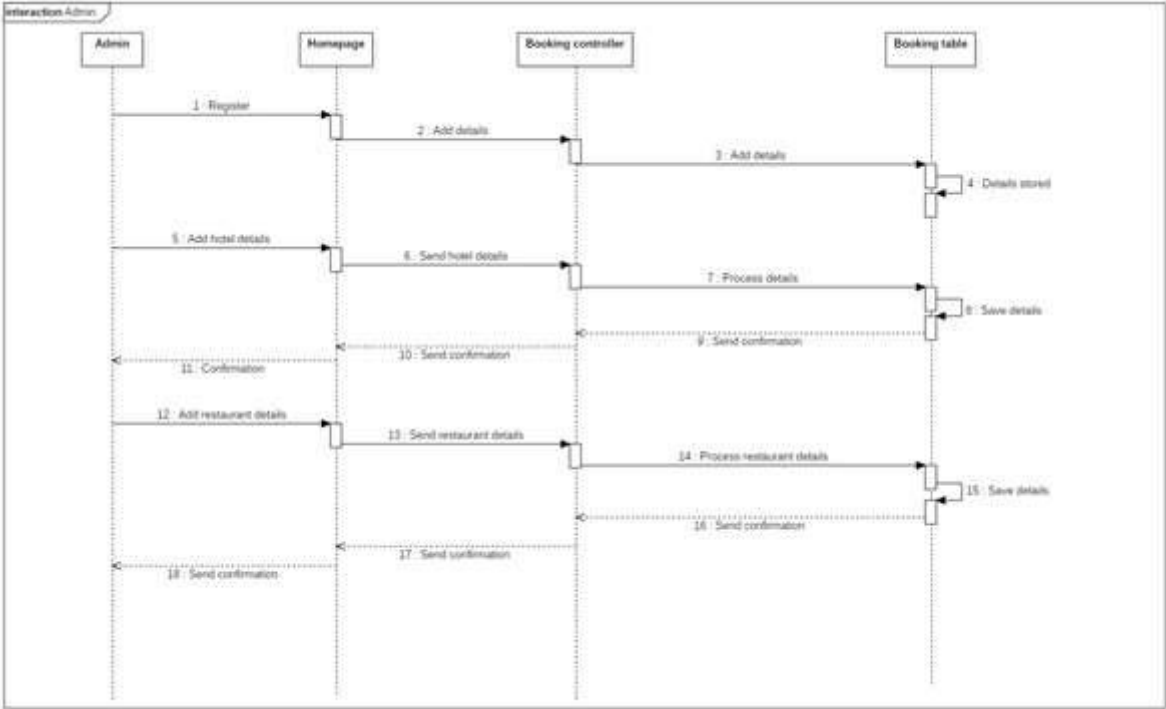 interaction Admin
Admin
Homepage
Booking controller
Booking table
1 : Register
2 : Add details
3 : Add details
4 : Details stored
5 : Add hotel details
6 : Send hotel details
7 : Process details
8 : Save details
9 : Send confirmation
10 : Send confirmation
11 : Confirmation
12 : Add restaurant details
13 : Send restaurant details
14 : Process restaurant details
15 : Save details
16 : Send confirmation
17 : Send confirmation
18 : Send confirmation